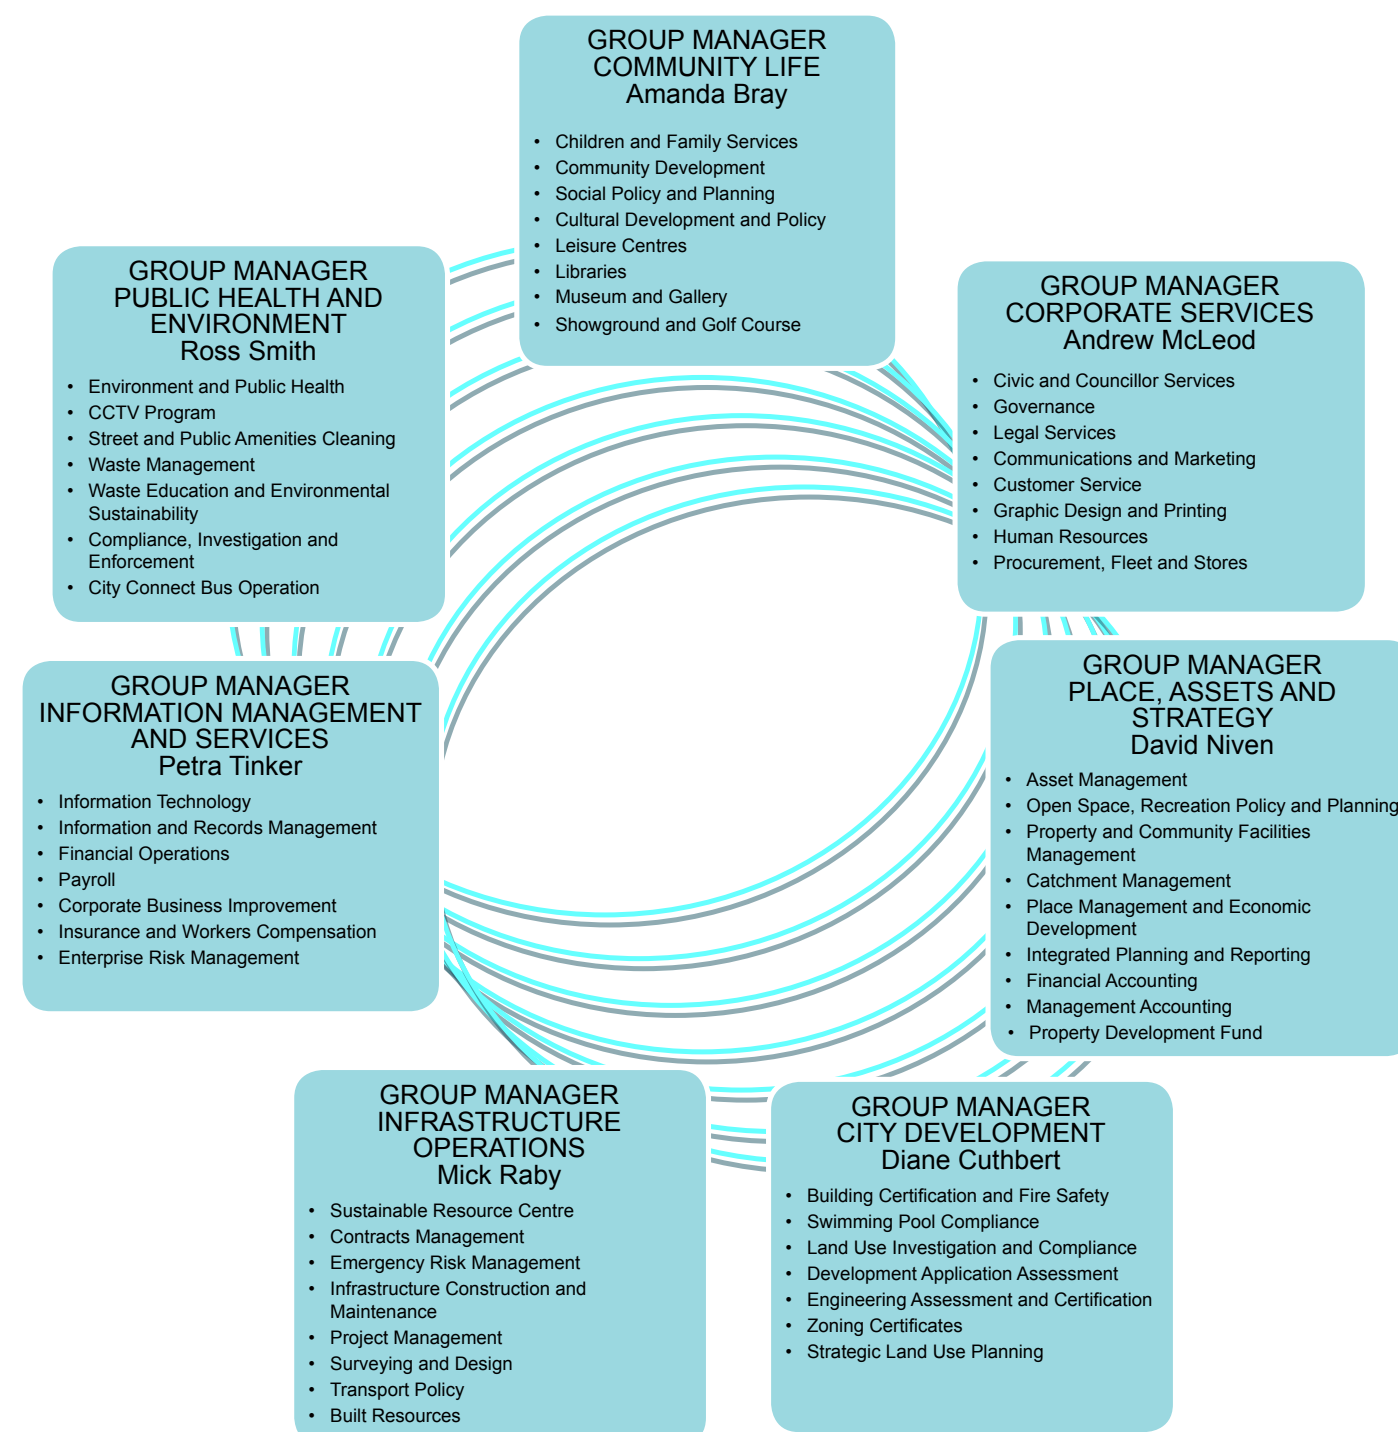 GROUP MANAGER
COMMUNITY LIFE
Amanda Bray
• Children and Family Services
• Community Development
• Social Policy and Planning
• Cultural Development and Policy
• Leisure Centres
• Libraries
• Museum and Gallery
• Showground and Golf Course
GROUP MANAGER
PUBLIC HEALTH AND
ENVIRONMENT
Ross Smith
• Environment and Public Health
• CCTV Program
• Street and Public Amenities Cleaning
• Waste Management
• Waste Education and Environmental
Sustainability
• Compliance, Investigation and
Enforcement
• City Connect Bus Operation
GROUP MANAGER
CORPORATE SERVICES
Andrew McLeod
• Civic and Councillor Services
• Governance
• Legal Services
• Communications and Marketing
• Customer Service
• Graphic Design and Printing
• Human Resources
• Procurement, Fleet and Stores
GROUP MANAGER
INFORMATION MANAGEMENT
AND SERVICES
Petra Tinker
• Information Technology
• Information and Records Management
• Financial Operations
• Payroll
• Corporate Business Improvement
• Insurance and Workers Compensation
• Enterprise Risk Management
GROUP MANAGER
PLACE, ASSETS AND
STRATEGY
David Niven
• Asset Management
• Open Space, Recreation Policy and Planning
• Property and Community Facilities
Management
• Catchment Management
• Place Management and Economic
Development
• Integrated Planning and Reporting
• Financial Accounting
• Management Accounting
• Property Development Fund
GROUP MANAGER
INFRASTRUCTURE
OPERATIONS
Mick Raby
• Sustainable Resource Centre
• Contracts Management
• Emergency Risk Management
• Infrastructure Construction and
Maintenance
• Project Management
• Surveying and Design
• Transport Policy
• Built Resources
GROUP MANAGER
CITY DEVELOPMENT
Diane Cuthbert
• Building Certification and Fire Safety
• Swimming Pool Compliance
• Land Use Investigation and Compliance
• Development Application Assessment
• Engineering Assessment and Certification
• Zoning Certificates
• Strategic Land Use Planning